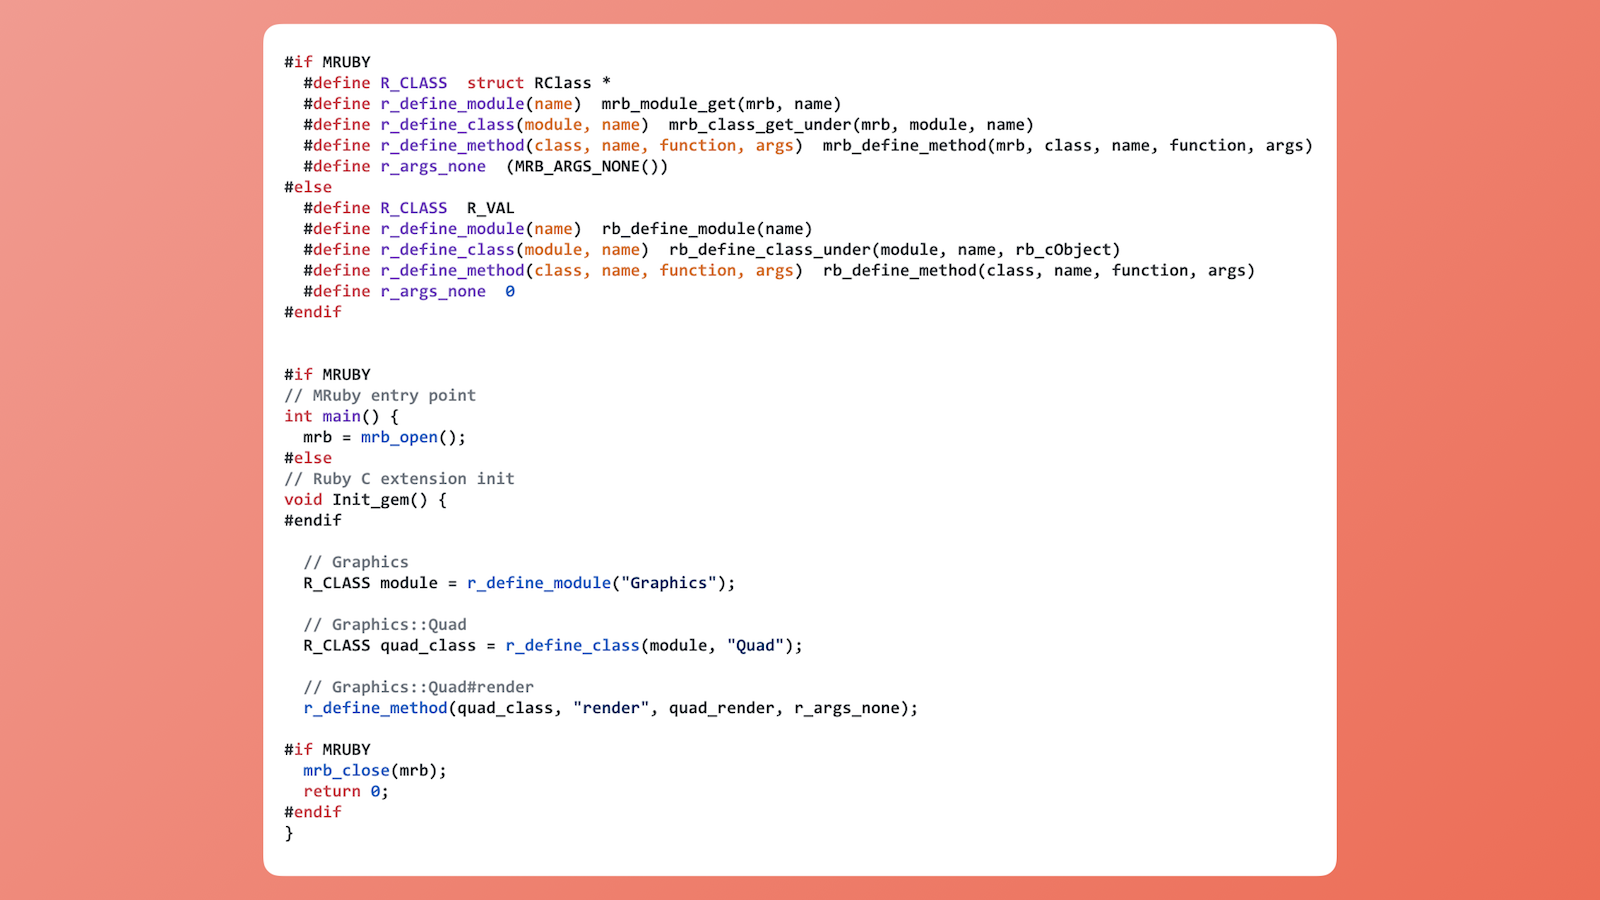 #if MRUBY
  #define R_CLASS  struct RClass *
  #define r_define_module(name)  mrb_module_get(mrb, name)
  #define r_define_class(module, name)  mrb_class_get_under(mrb, module, name)
  #define r_define_method(class, name, function, args)  mrb_define_method(mrb, class, name, function, args)
  #define r_args_none  (MRB_ARGS_NONE())
#else
  #define R_CLASS  R_VAL
  #define r_define_module(name)  rb_define_module(name)
  #define r_define_class(module, name)  rb_define_class_under(module, name, rb_cObject)
  #define r_define_method(class, name, function, args)  rb_define_method(class, name, function, args)
  #define r_args_none  0
#endif
#if MRUBY
// MRuby entry point
int main() {
  mrb = mrb_open();
#else
// Ruby C extension init
void Init_gem() {
#endif
  // Graphics
  R_CLASS module = r_define_module("Graphics");
  // Graphics::Quad
  R_CLASS quad_class = r_define_class(module, "Quad");
  // Graphics::Quad#render
  r_define_method(quad_class, "render", quad_render, r_args_none);
#if MRUBY
  mrb_close(mrb);
  return 0;
#endif
}